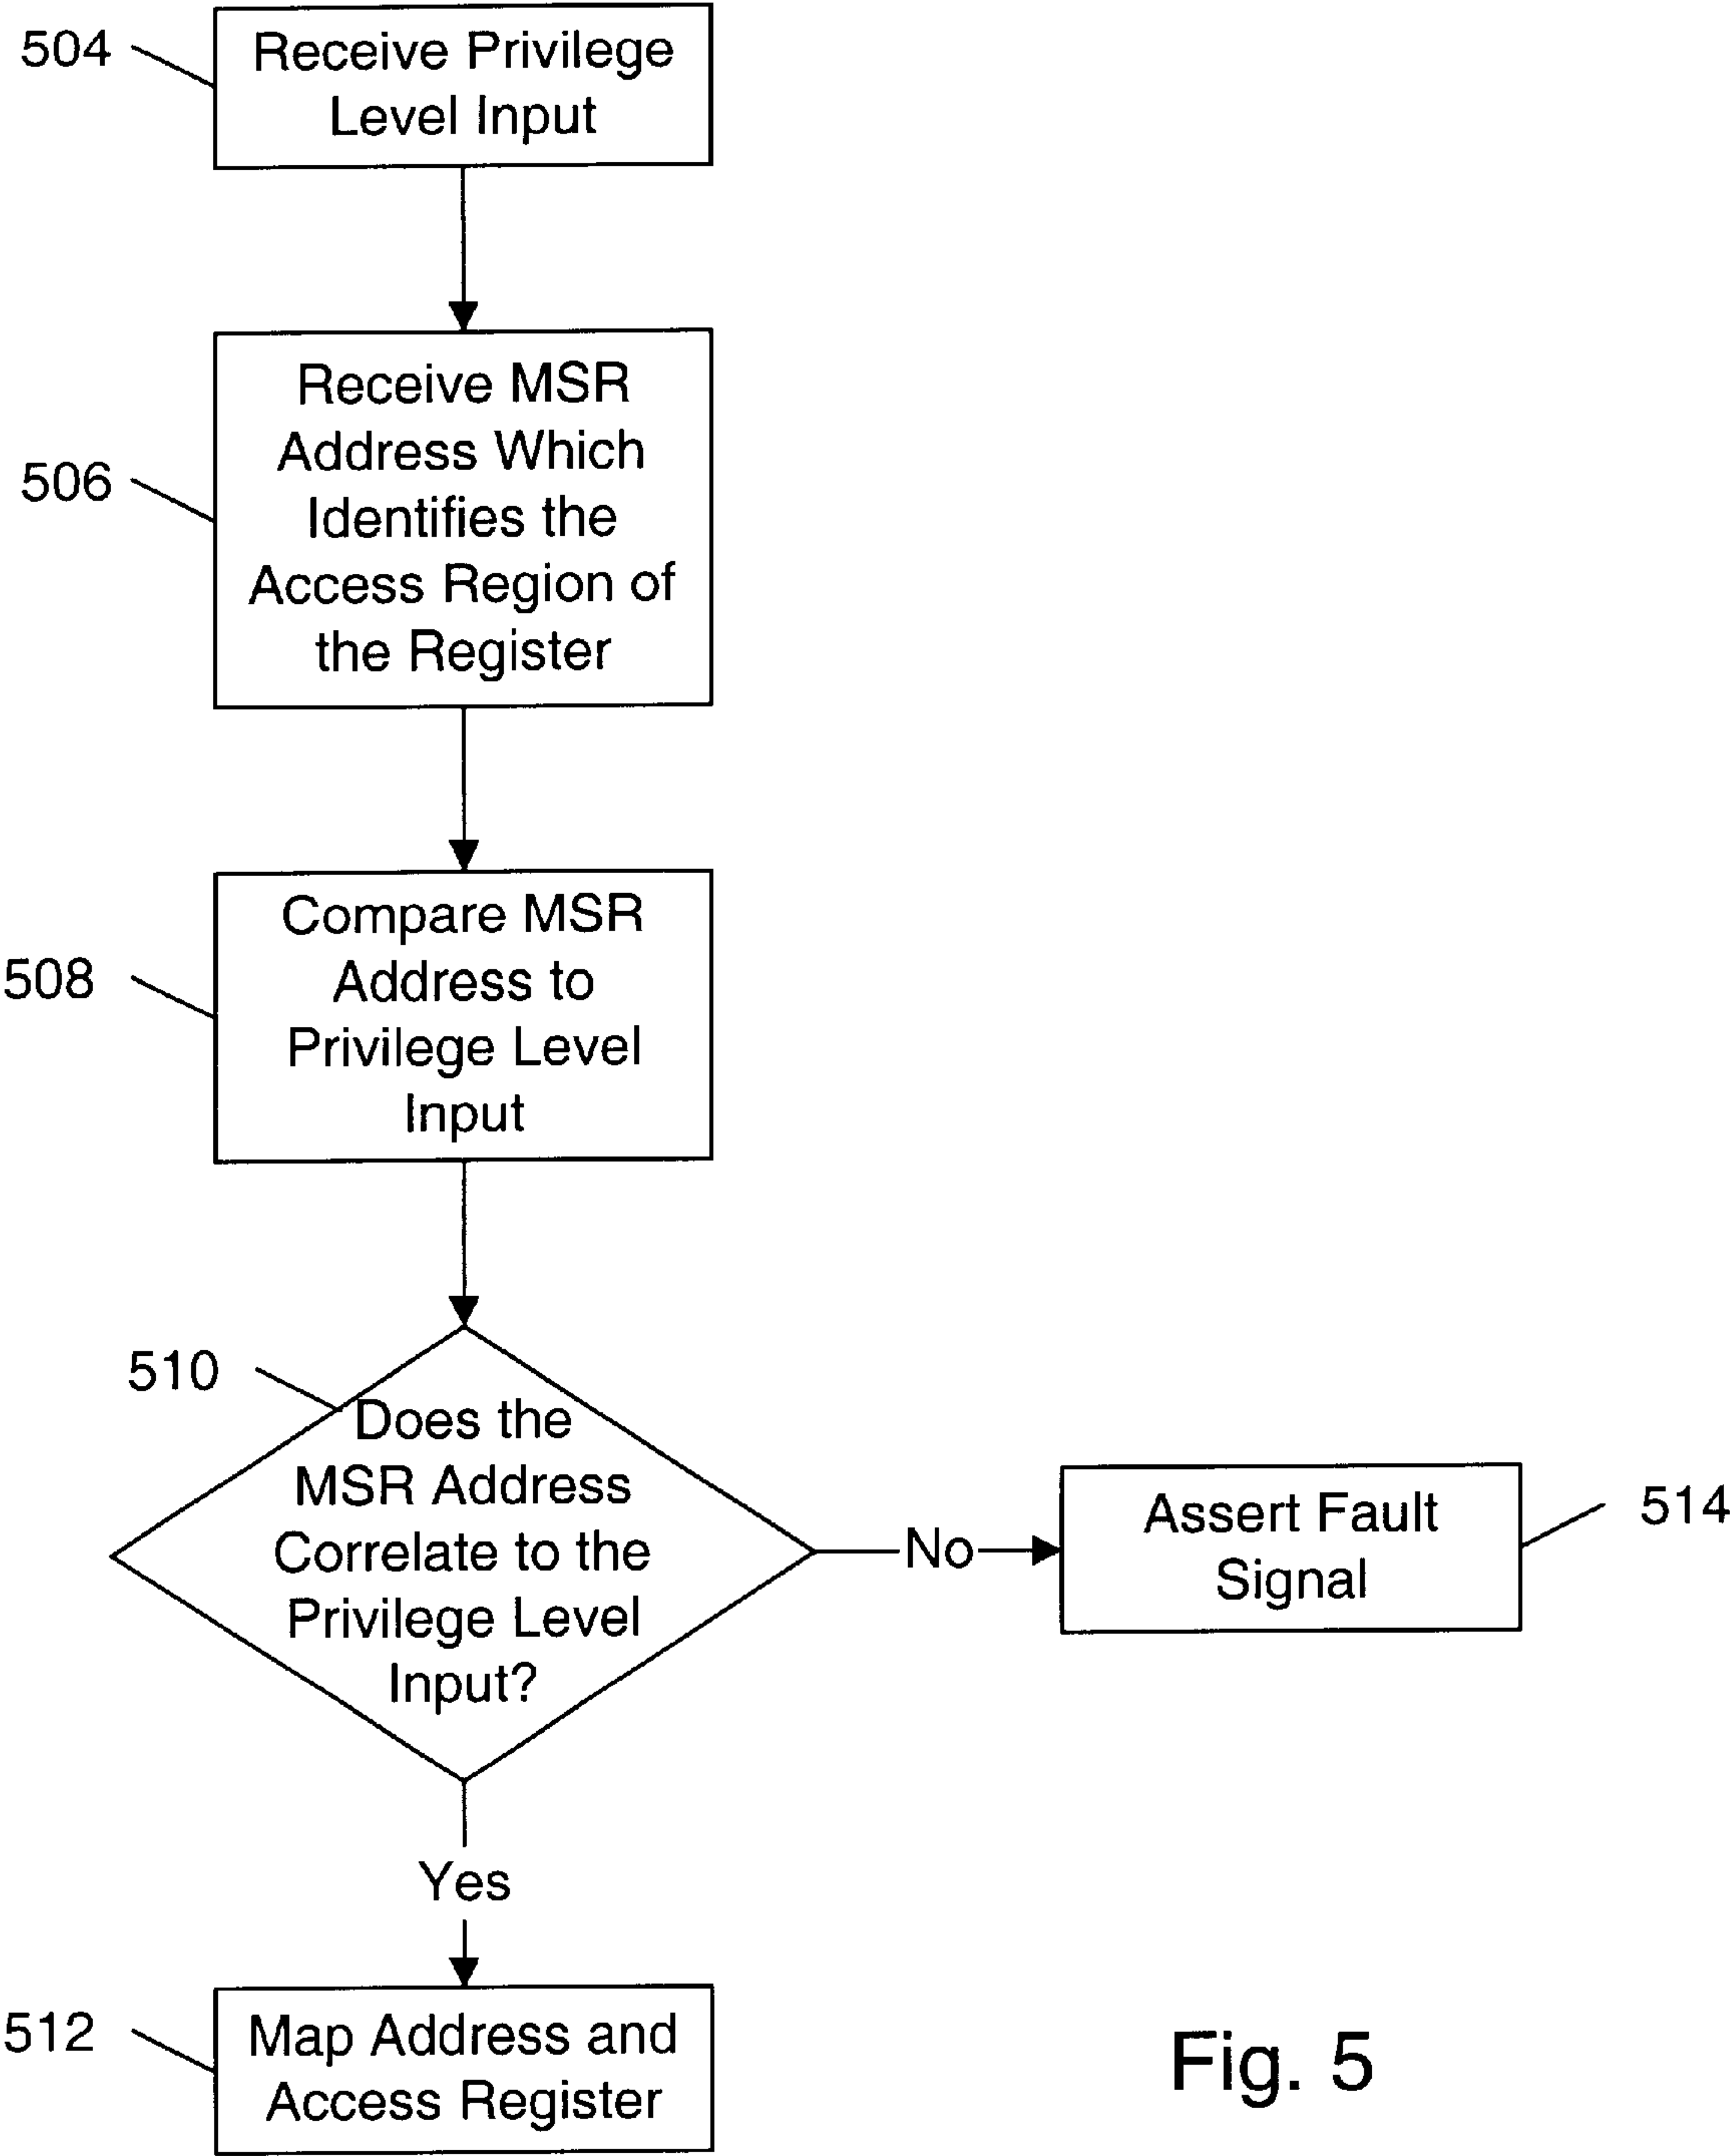 504
Receive Privilege
Level Input
506
Receive MSR
Address Which
Identifies the
Access Region of
the Register
508
Compare MSR
Address to
Privilege Level
Input
510
Does the
MSR Address
Correlate to the
Privilege Level
Input?
No
Assert Fault
Signal
514
Yes
512
Map Address and
Access Register
Fig. 5